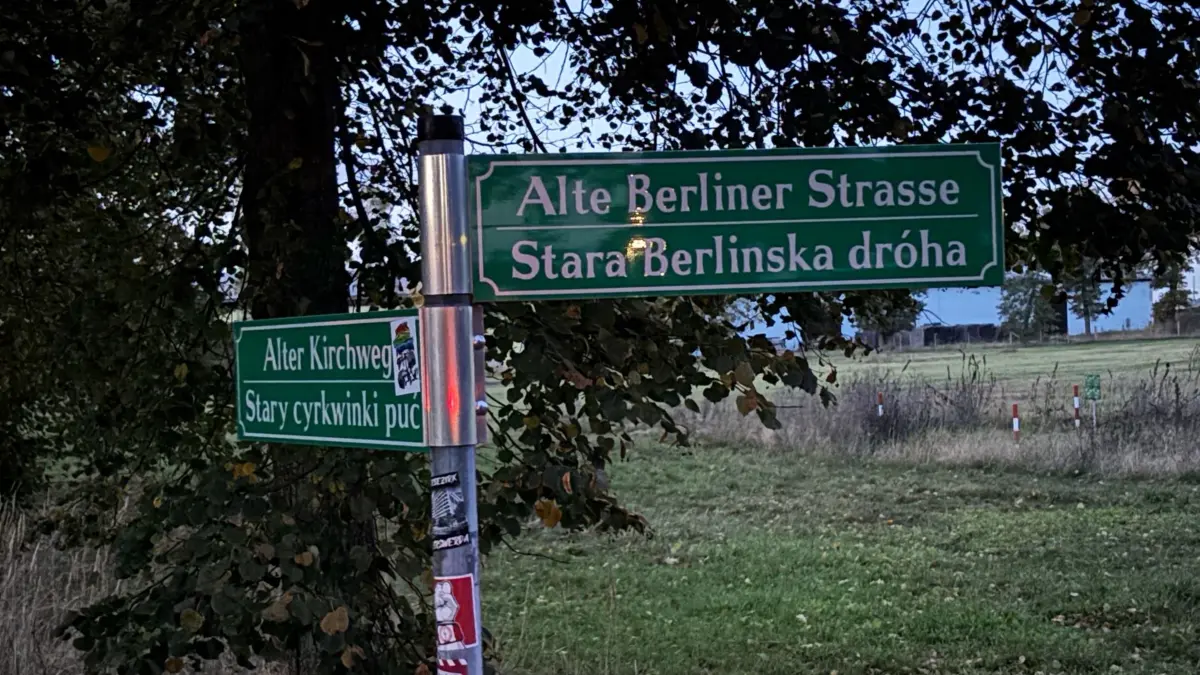 Alte Berliner Strasse
Stara Berlinska dróha
Alter Kirchweg
Stary cyrkwinki puć